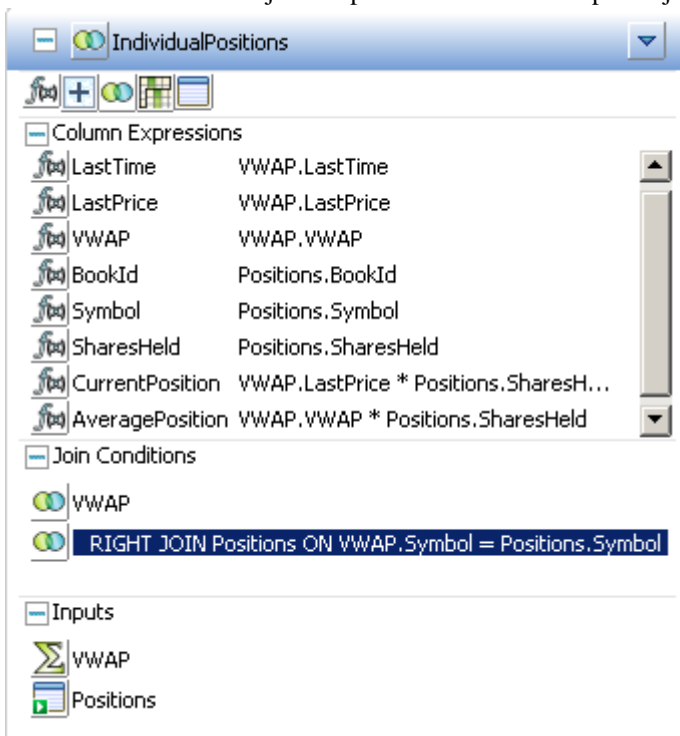 IndividualPositions
f(x)
Column Expressions
f(x) LastTime VWAP.LastTime
f(x) LastPrice VWAP.LastPrice
f(x) VWAP VWAP.VWAP
f(x) BookId Positions.BookId
f(x) Symbol Positions.Symbol
f(x) SharesHeld Positions.SharesHeld
f(x) CurrentPosition VWAP.LastPrice * Positions.SharesH...
f(x) AveragePosition VWAP.VWAP * Positions.SharesHeld
Join Conditions
VWAP
RIGHT JOIN Positions ON VWAP.Symbol = Positions.Symbol
Inputs
Σ VWAP
Positions